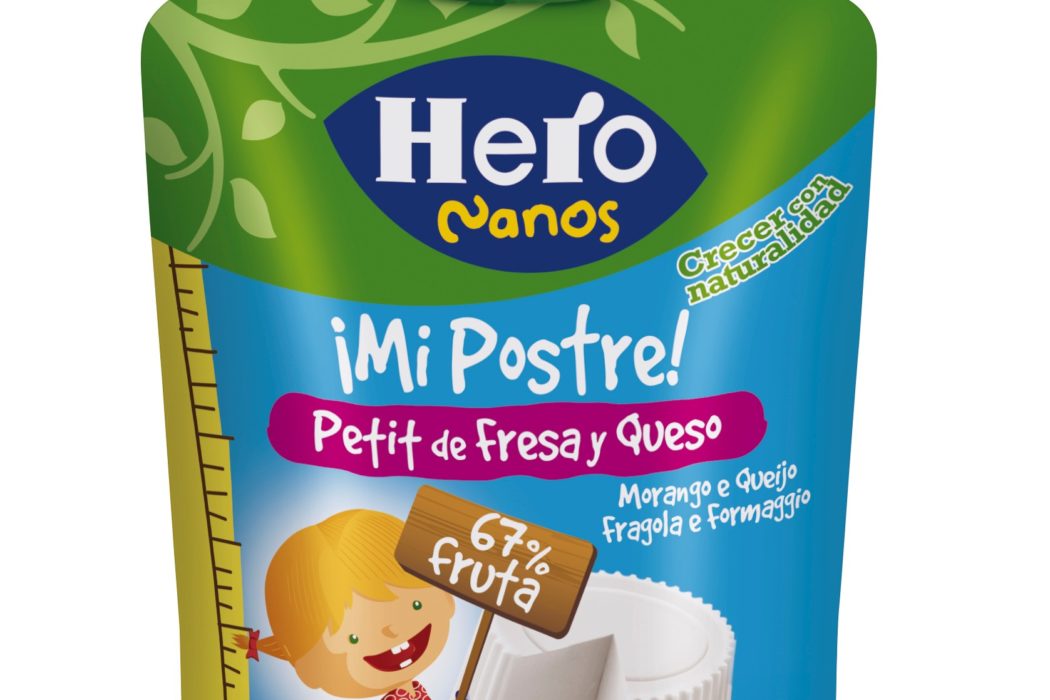 Hero
Nanos
Crecer con
naturalidad
¡Mi Postre!
Petit de Fresa y Queso
Morango e Queijo
Fragola e Formaggio
67%
fruta